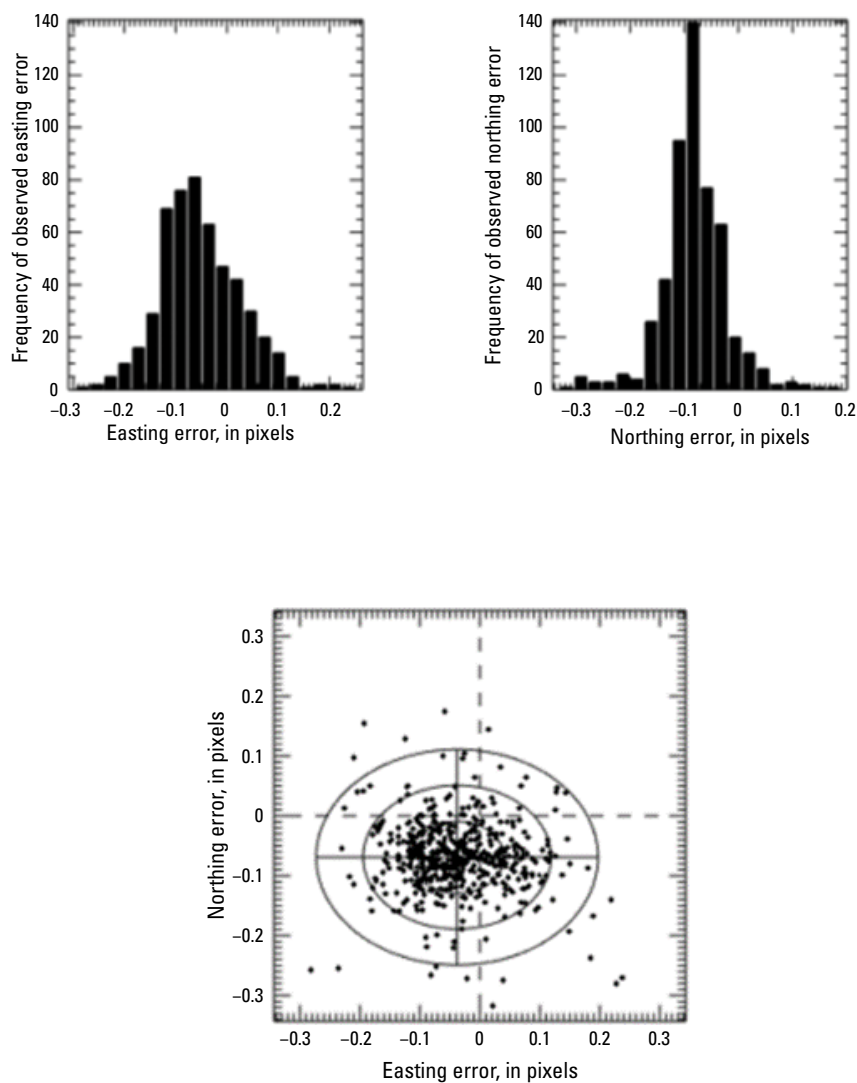 Frequency of observed easting error
140
120
100
80
60
40
20
0
−0.3 −0.2 −0.1 0 0.1 0.2
Easting error, in pixels
Frequency of observed northing error
140
120
100
80
60
40
20
0
−0.3 −0.2 −0.1 0 0.1 0.2
Northing error, in pixels
Northing error, in pixels
0.3
0.2
0.1
0
−0.1
−0.2
−0.3
−0.3 −0.2 −0.1 0 0.1 0.2 0.3
Easting error, in pixels